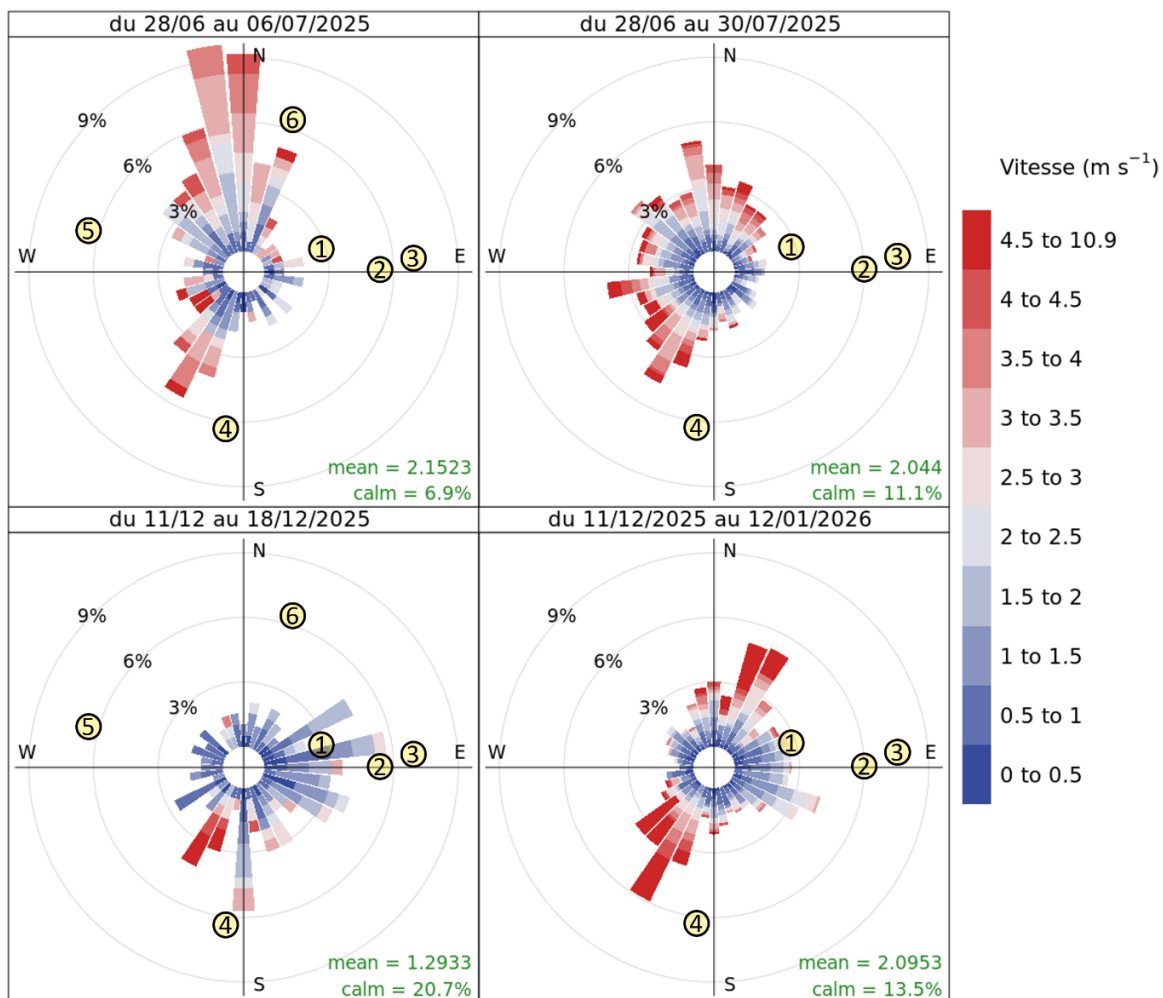 du 28/06 au 06/07/2025
N
9%
6
6%
3%
5
1
3
W
E
2
4
mean = 2.1523
calm = 6.9%
S
du 28/06 au 30/07/2025
N
9%
6%
3%
1
3
W
E
2
4
mean = 2.044
calm = 11.1%
S
du 11/12 au 18/12/2025
N
9%
6
6%
3%
5
1
3
W
E
2
4
mean = 1.2933
calm = 20.7%
S
du 11/12/2025 au 12/01/2026
N
9%
6%
3%
1
3
W
E
2
4
mean = 2.0953
calm = 13.5%
S
Vitesse (m s⁻¹)
4.5 to 10.9
4 to 4.5
3.5 to 4
3 to 3.5
2.5 to 3
2 to 2.5
1.5 to 2
1 to 1.5
0.5 to 1
0 to 0.5